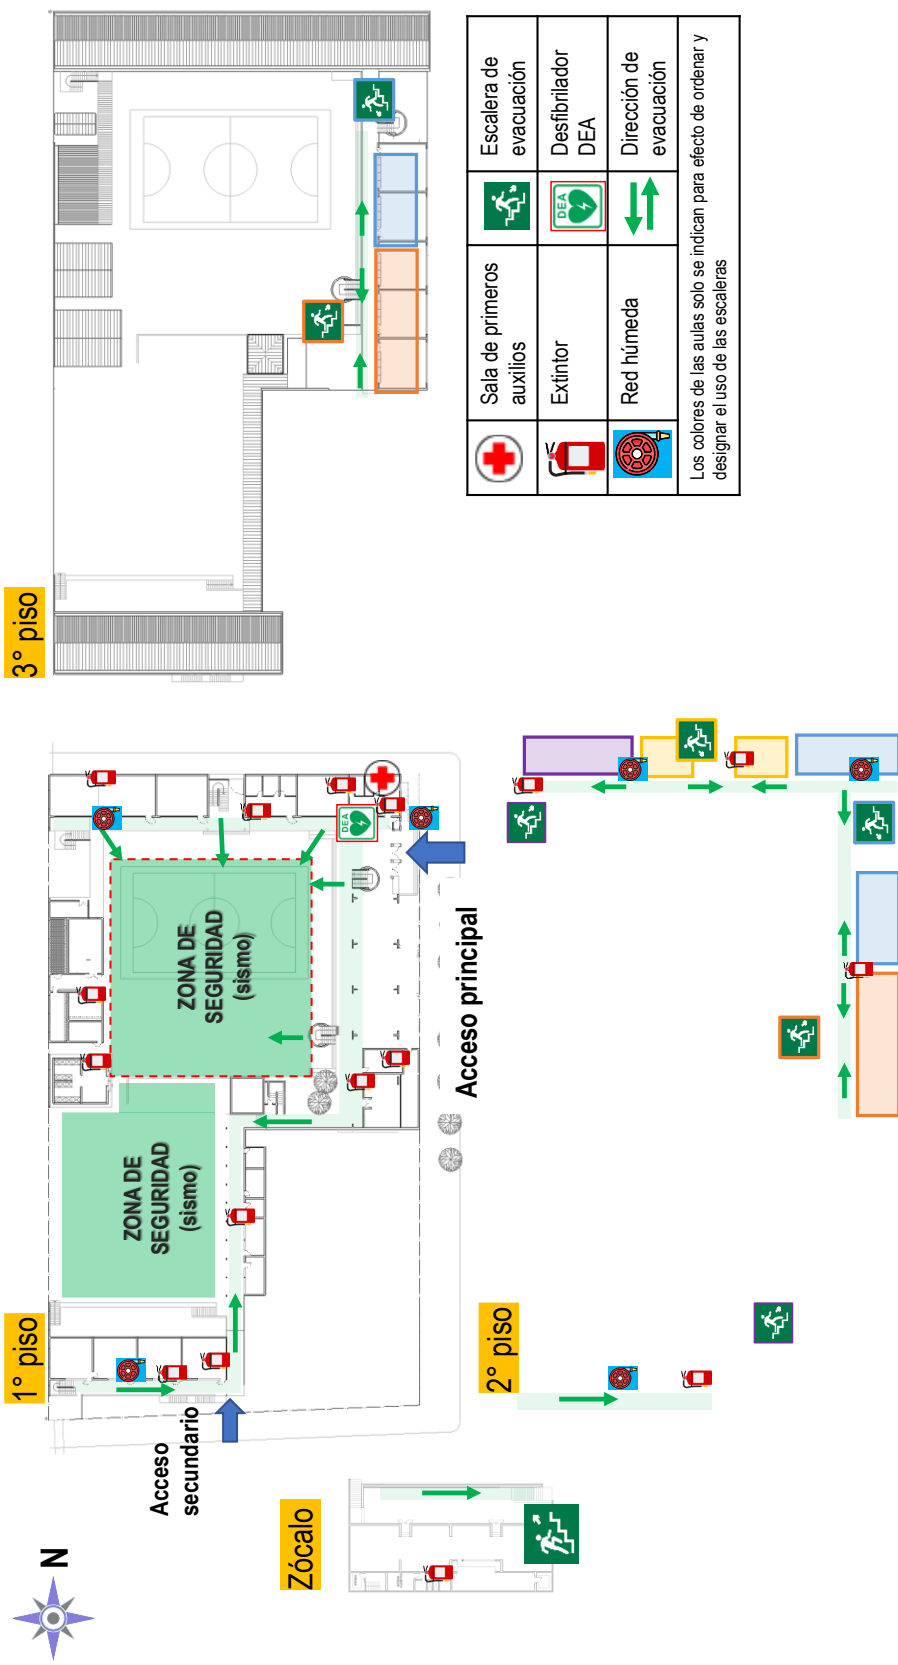 N
Zócalo
1° piso
Acceso
secundario
ZONA DE
SEGURIDAD
(sismo)
ZONA DE
SEGURIDAD
(sismo)
DEA
Acceso principal
2° piso
3° piso
Sala de primeros
auxilios
Escalera de
evacuación
Extintor
DEA
Desfibrilador
DEA
Red húmeda
Dirección de
evacuación
Los colores de las aulas solo se indican para efecto de ordenar y
designar el uso de las escaleras